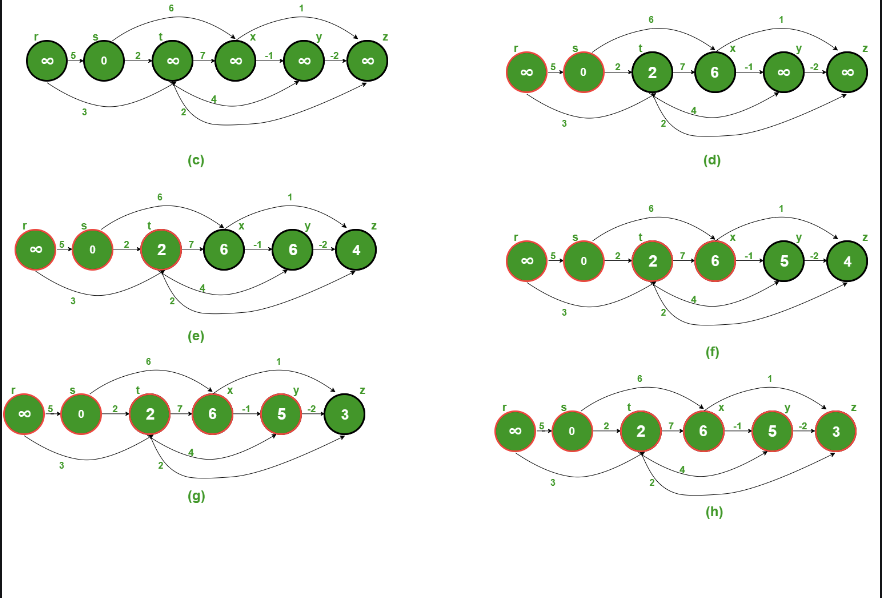 6 1
r s t x y z
∞ 5 0 2 ∞ 7 ∞ -1 ∞ -2 ∞
3 4 2
(c)
6 1
r s t x y z
∞ 5 0 2 2 7 6 -1 ∞ -2 ∞
3 4 2
(d)
6 1
r s t x y z
∞ 5 0 2 2 7 6 -1 6 -2 4
3 4 2
(e)
6 1
r s t x y z
∞ 5 0 2 2 7 6 -1 5 -2 4
3 4 2
(f)
6 1
r s t x y z
∞ 5 0 2 2 7 6 -1 5 -2 3
3 4 2
(g)
6 1
r s t x y z
∞ 5 0 2 2 7 6 -1 5 -2 3
3 4 2
(h)